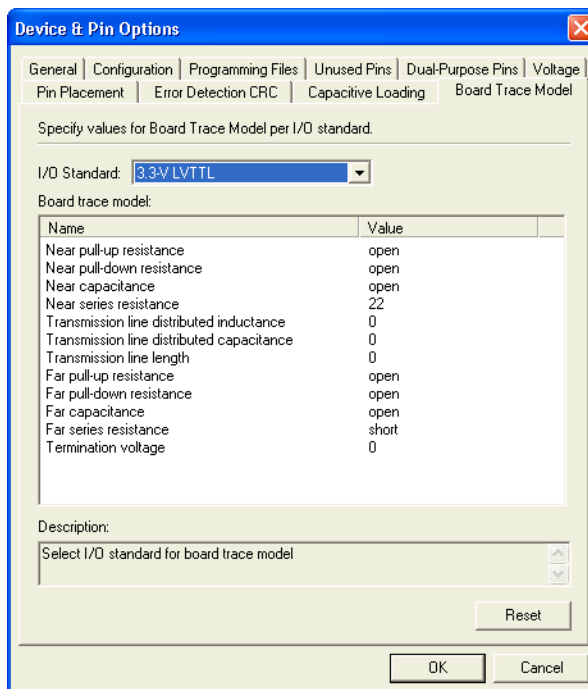 Device & Pin Options
General Configuration Programming Files Unused Pins Dual-Purpose Pins Voltage
Pin Placement Error Detection CRC Capacitive Loading Board Trace Model
Specify values for Board Trace Model per I/O standard.
I/O Standard: 3.3-V LVTTL
Board trace model:
Name Value
Near pull-up resistance open
Near pull-down resistance open
Near capacitance open
Near series resistance 22
Transmission line distributed inductance 0
Transmission line distributed capacitance 0
Transmission line length 0
Far pull-up resistance open
Far pull-down resistance open
Far capacitance open
Far series resistance short
Termination voltage 0
Description:
Select I/O standard for board trace model
Reset
OK Cancel